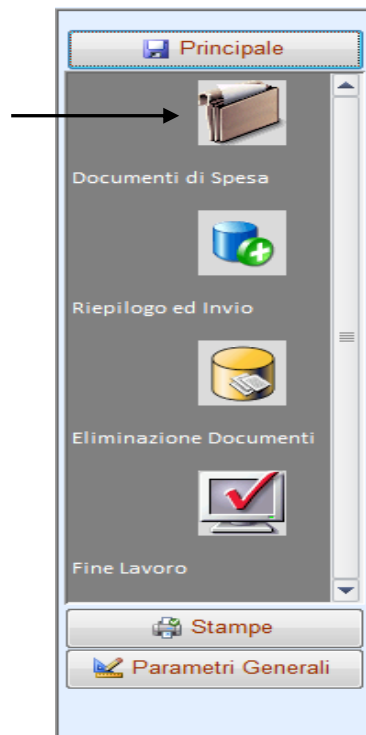 Principale
Documenti di Spesa
Riepilogo ed Invio
Eliminazione Documenti
Fine Lavoro
Stampe
Parametri Generali